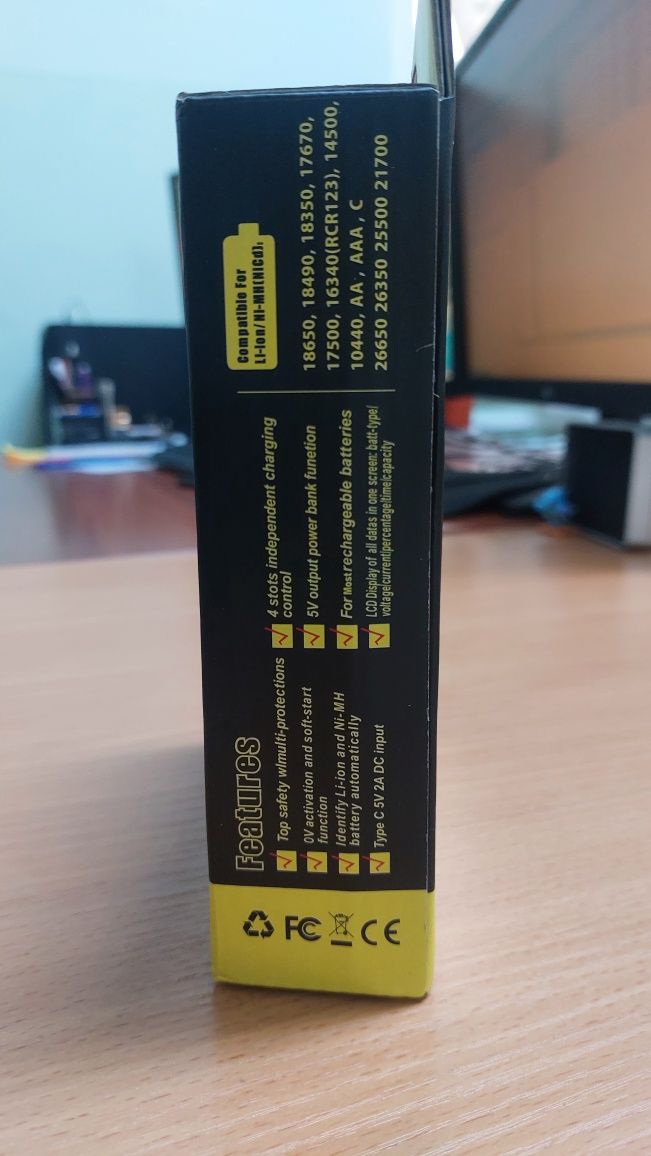 Features
Top safety wlmulti-protections
0V activation and soft-start
function
Identify Li-ion and Ni-MH
battery automatically
Type C 5V 2A DC input
4 stots independent charging
control
5V output power bank funetion
For Most rechargeable batteries
LCD Display of all datas in one screen: batt-type/
voltage/current/percentage/time/capacity
Compatible For
LI-Ion/NI-MH(NICd):
18650, 18490, 18350, 17670,
17500, 16340(RCR123), 14500,
10440, AA, AAA, C
26650 26350 25500 21700
FC
CE